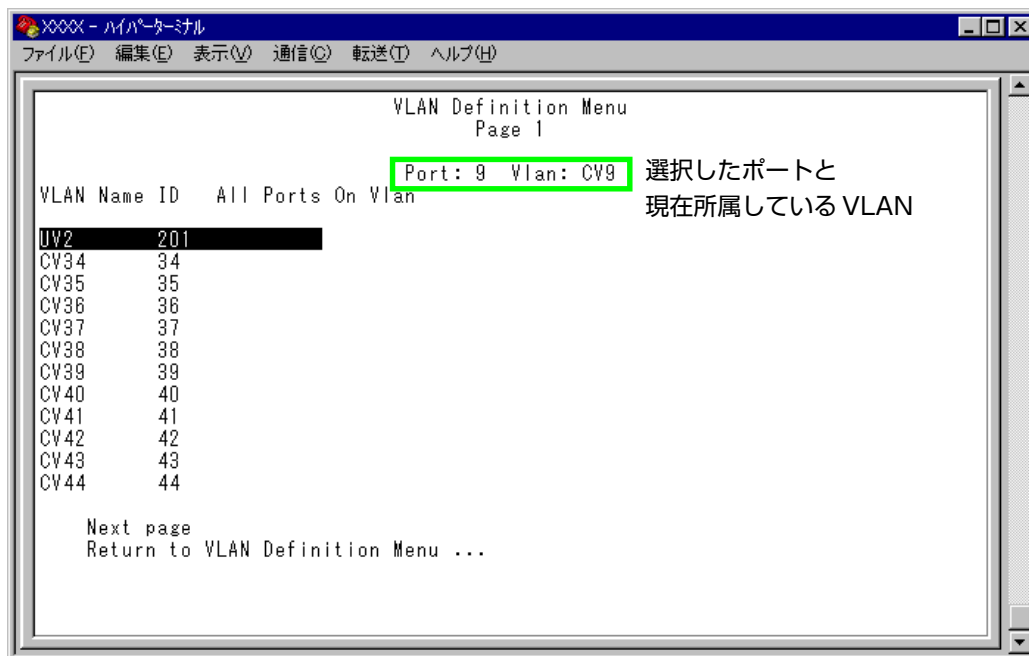 XXXX - ハイパーターミナル
ファイル(F) 編集(E) 表示(V) 通信(C) 転送(T) ヘルプ(H)
VLAN Definition Menu
Page 1
Port: 9 Vlan: CV9
選択したポートと
現在所属している VLAN
VLAN Name ID All Ports On Vlan
UV2 201
CV34 34
CV35 35
CV36 36
CV37 37
CV38 38
CV39 39
CV40 40
CV41 41
CV42 42
CV43 43
CV44 44
Next page
Return to VLAN Definition Menu ...